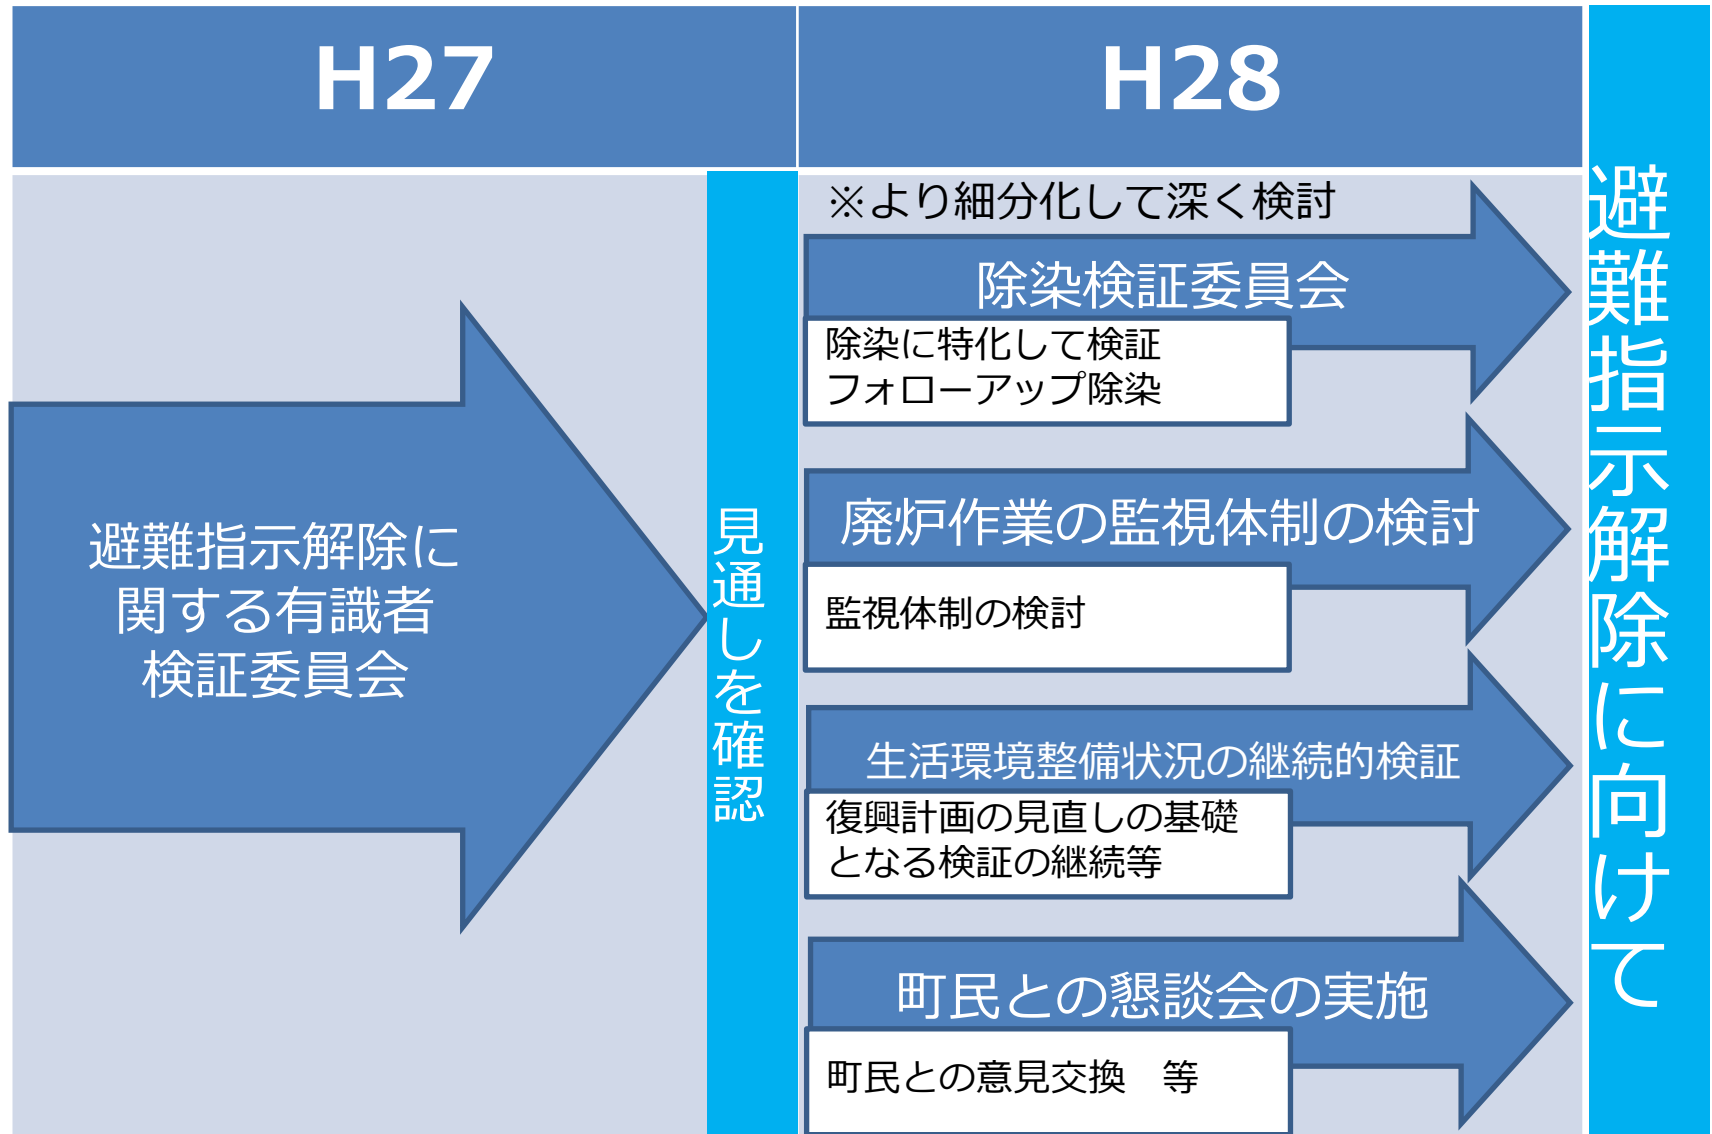 H27
H28
避難指示解除に
関する有識者
検証委員会
見通しを確認
※より細分化して深く検討
除染検証委員会
除染に特化して検証
フォローアップ除染
廃炉作業の監視体制の検討
監視体制の検討
生活環境整備状況の継続的検証
復興計画の見直しの基礎
となる検証の継続等
町民との懇談会の実施
町民との意見交換　等
避難指示解除に向けて